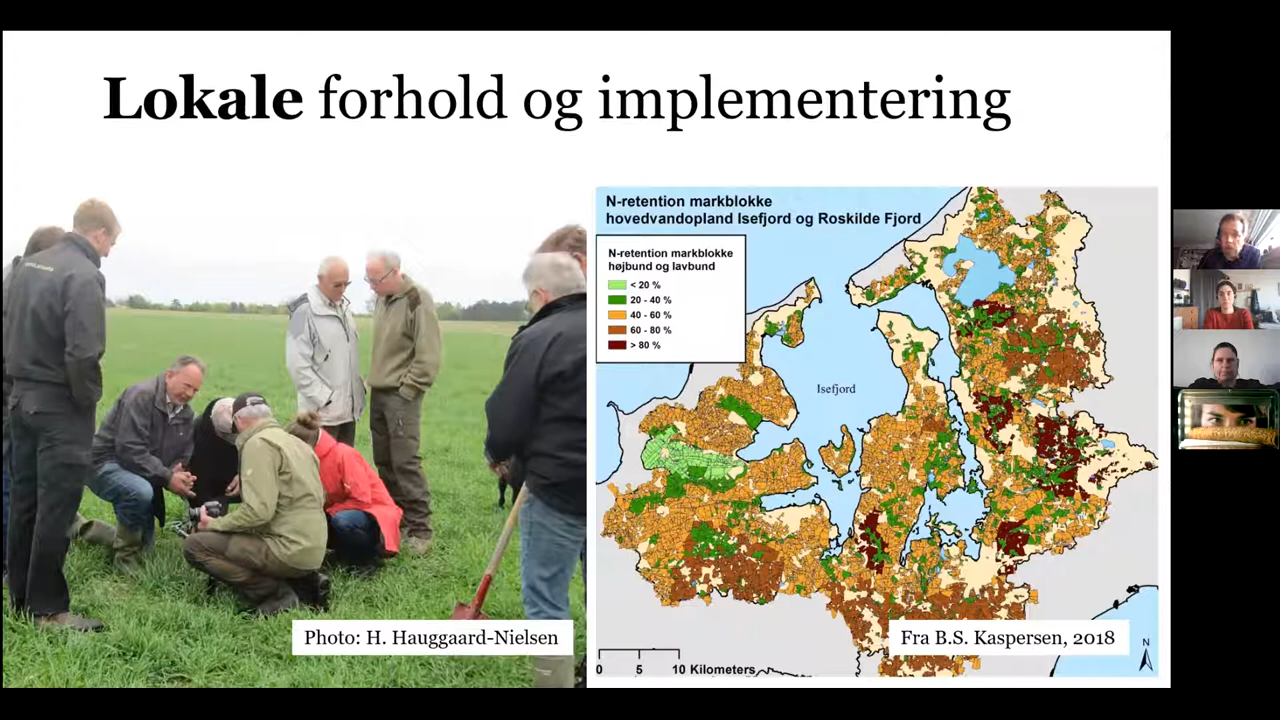 Lokale forhold og implementering
N-retention markblokke
hovedvandopland Isefjord og Roskilde Fjord
N-retention markblokke
højbund og lavbund
< 20 %
20 - 40 %
40 - 60 %
60 - 80 %
> 80 %
Isefjord
Photo: H. Hauggaard-Nielsen
Fra B.S. Kaspersen, 2018
0 5 10 Kilometers
N